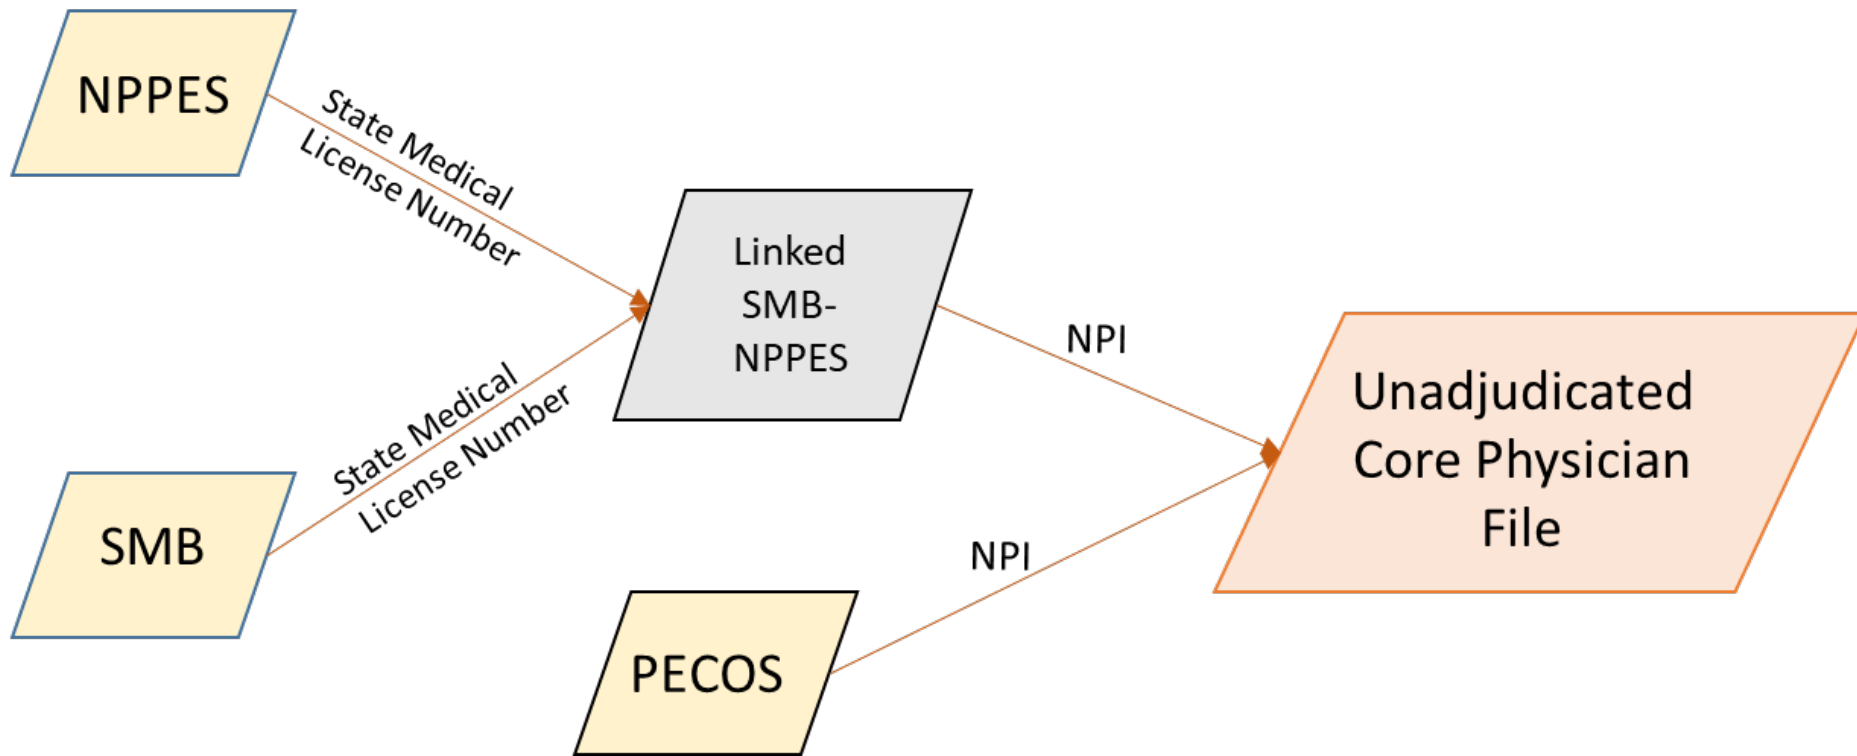 NPPES
State Medical
License Number
Linked
SMB-
NPPES
NPI
Unadjudicated
Core Physician
File
State Medical
License Number
SMB
NPI
PECOS